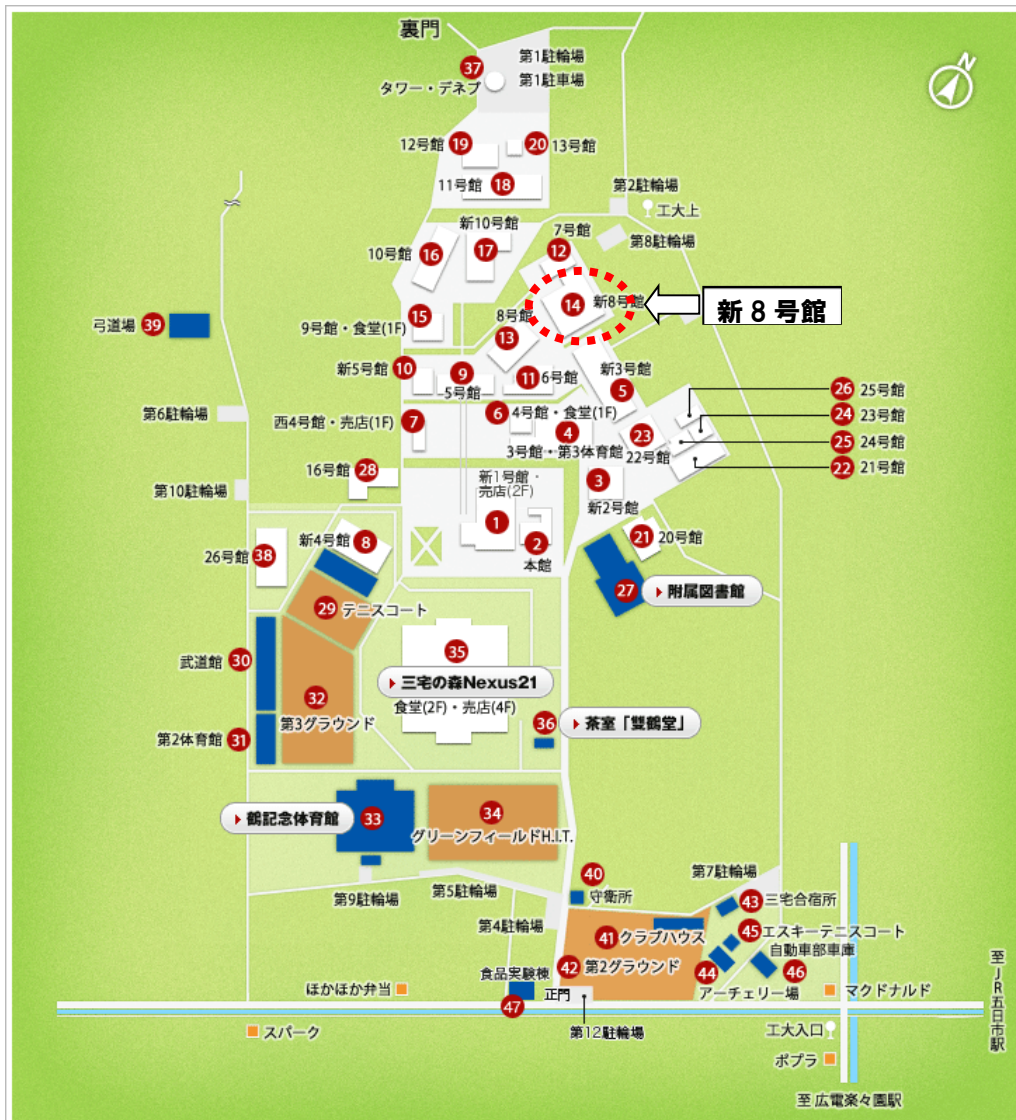 裏門
N
第1駐輪場
37
タワー・デネブ
第1駐車場
12号館
19
20
13号館
11号館
18
第2駐輪場
工大上
新10号館
7号館
第8駐輪場
10号館
16
17
12
14
新8号館
新8号館
弓道場
39
15
9号館・食堂(1F)
8号館
13
新5号館
10
9
5号館
11
6号館
新3号館
5
26
25号館
24
23号館
25
24号館
22
21号館
第6駐輪場
西4号館・売店(1F)
7
6
4号館・食堂(1F)
4
3号館・第3体育館
23
22号館
16号館
28
第10駐輪場
新1号館・
売店(2F)
1
2
本館
3
新2号館
21
20号館
26号館
38
新4号館
8
27
附属図書館
29
テニスコート
武道館
30
32
第3グラウンド
第2体育館
31
35
三宅の森Nexus21
食堂(2F)・売店(4F)
36
茶室「雙鶴堂」
鶴記念体育館
33
34
グリーンフィールドH.I.T.
第9駐輪場
第5駐輪場
第4駐輪場
40
守衛所
第7駐輪場
43
三宅合宿所
41
クラブハウス
45
エスキーテニスコート
自動車部車庫
42
第2グラウンド
44
アーチェリー場
46
食品実験棟
47
正門
第12駐輪場
ほかほか弁当
スパーク
マクドナルド
工大入口
ポプラ
至JR五日市駅
至広電楽々園駅